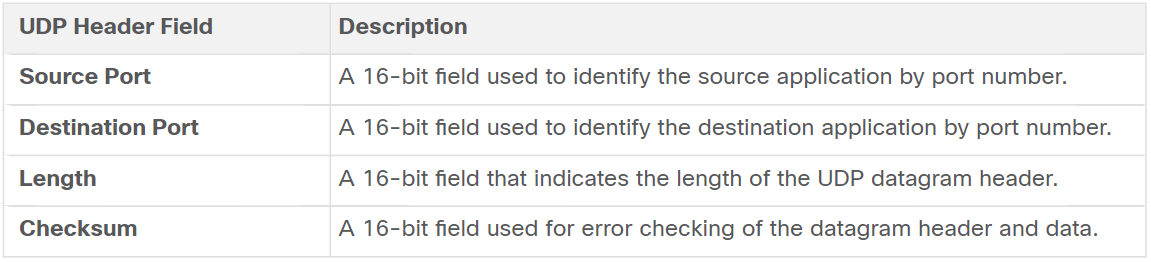 UDP Header Field Description
Source Port A 16-bit field used to identify the source application by port number.
Destination Port A 16-bit field used to identify the destination application by port number.
Length A 16-bit field that indicates the length of the UDP datagram header.
Checksum A 16-bit field used for error checking of the datagram header and data.